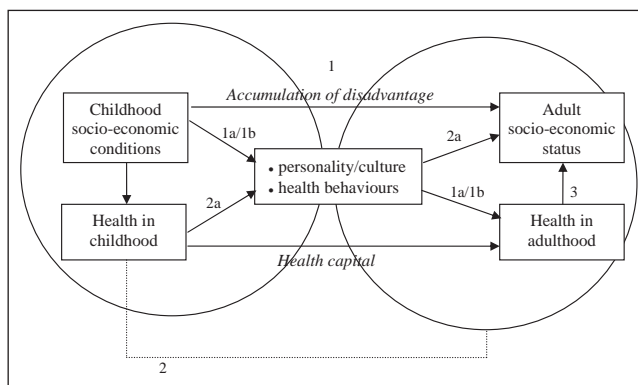 1
Accumulation of disadvantage
Childhood
socio-economic
conditions
Adult
socio-economic
status
1a/1b
2a
• personality/culture
• health behaviours
2a
1a/1b
3
Health in
childhood
Health in
adulthood
Health capital
2